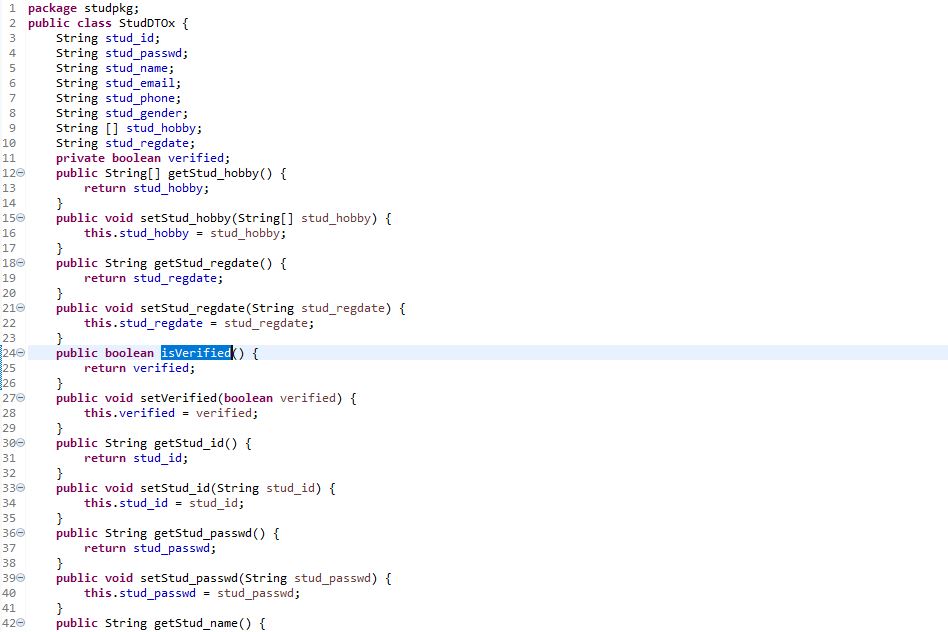 1 package studpkg;
2 public class StudDTOx {
3     String stud_id;
4     String stud_passwd;
5     String stud_name;
6     String stud_email;
7     String stud_phone;
8     String stud_gender;
9     String [] stud_hobby;
10     String stud_regdate;
11     private boolean verified;
12     public String[] getStud_hobby() {
13         return stud_hobby;
14     }
15     public void setStud_hobby(String[] stud_hobby) {
16         this.stud_hobby = stud_hobby;
17     }
18     public String getStud_regdate() {
19         return stud_regdate;
20     }
21     public void setStud_regdate(String stud_regdate) {
22         this.stud_regdate = stud_regdate;
23     }
24     public boolean isVerified() {
25         return verified;
26     }
27     public void setVerified(boolean verified) {
28         this.verified = verified;
29     }
30     public String getStud_id() {
31         return stud_id;
32     }
33     public void setStud_id(String stud_id) {
34         this.stud_id = stud_id;
35     }
36     public String getStud_passwd() {
37         return stud_passwd;
38     }
39     public void setStud_passwd(String stud_passwd) {
40         this.stud_passwd = stud_passwd;
41     }
42     public String getStud_name() {